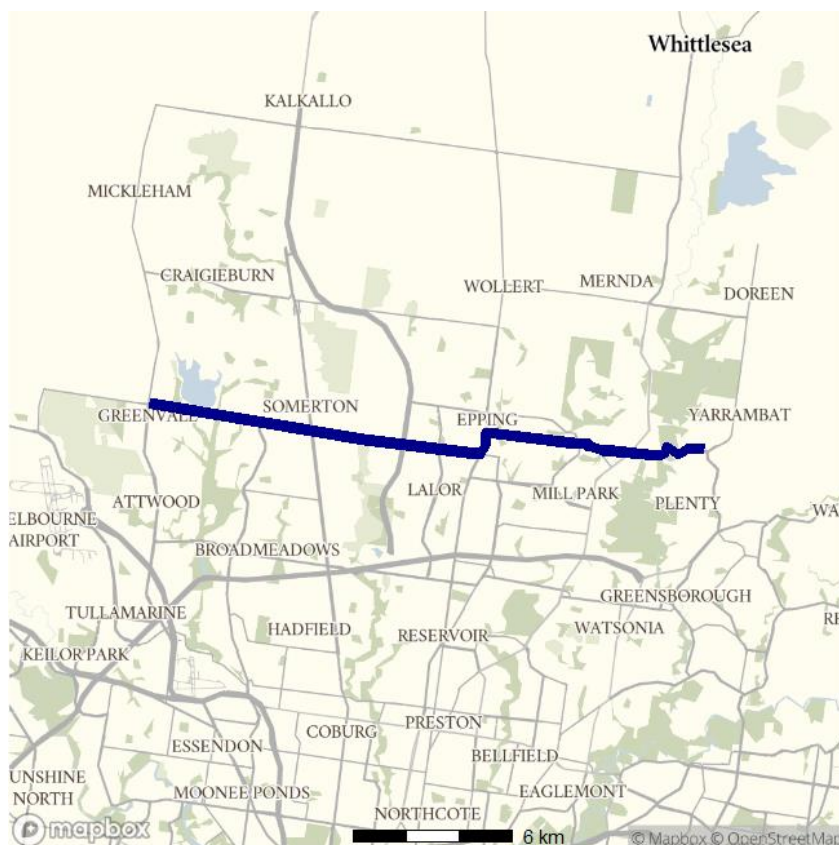 Whittlesea
KALKALLO
MICKLEHAM
CRAIGIEBURN
WOLLERT
MERNDA
DOREEN
GREENVALE
SOMERTON
EPPING
YARRAMBAT
LALOR
MILL PARK
ATTWOOD
PLENTY
ELBOURNE
AIRPORT
WA
BROADMEADOWS
GREENSBOROUGH
TULLAMARINE
HADFIELD
RESERVOIR
WATSONIA
RE
KEILOR PARK
COBURG
PRESTON
ESSENDON
BELLFIELD
UNSHINE
NORTH
MOONEE PONDS
EAGLEMONT
NORTHCOTE
mapbox
6 km
© Mapbox © OpenStreetMap